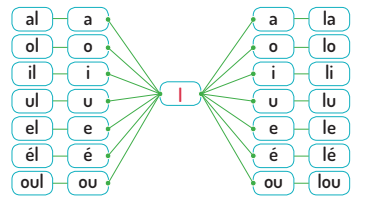 al a a la
ol o o lo
il i i li
l
ul u u lu
el e e le
él é é lé
oul ou ou lou